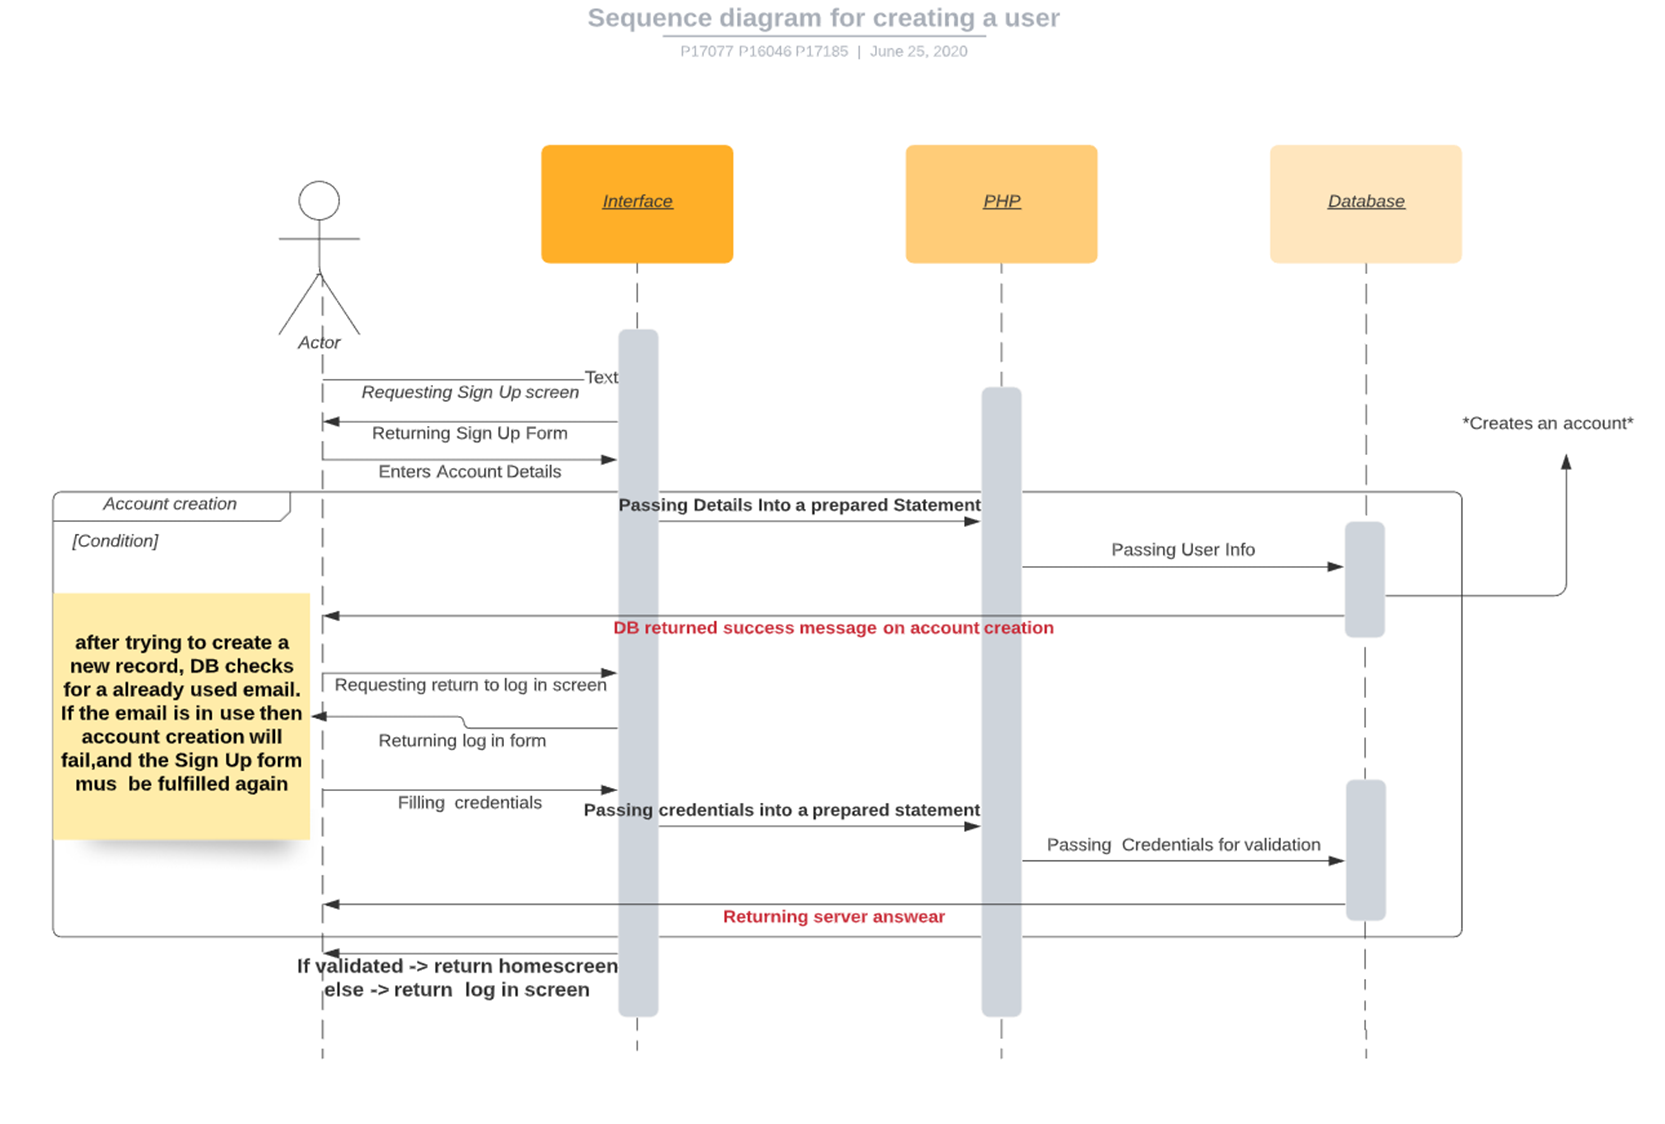 Sequence diagram for creating a user
P17077 P16046 P17185 | June 25, 2020
Interface
PHP
Database
Actor
Text
Requesting Sign Up screen
Returning Sign Up Form
*Creates an account*
Enters Account Details
Account creation
Passing Details Into a prepared Statement
[Condition]
Passing User Info
DB returned success message on account creation
after trying to create a
new record, DB checks
for a already used email.
If the email is in use then
account creation will
fail,and the Sign Up form
mus be fulfilled again
Requesting return to log in screen
Returning log in form
Filling credentials
Passing credentials into a prepared statement
Passing Credentials for validation
Returning server answear
If validated -> return homescreen
else -> return log in screen